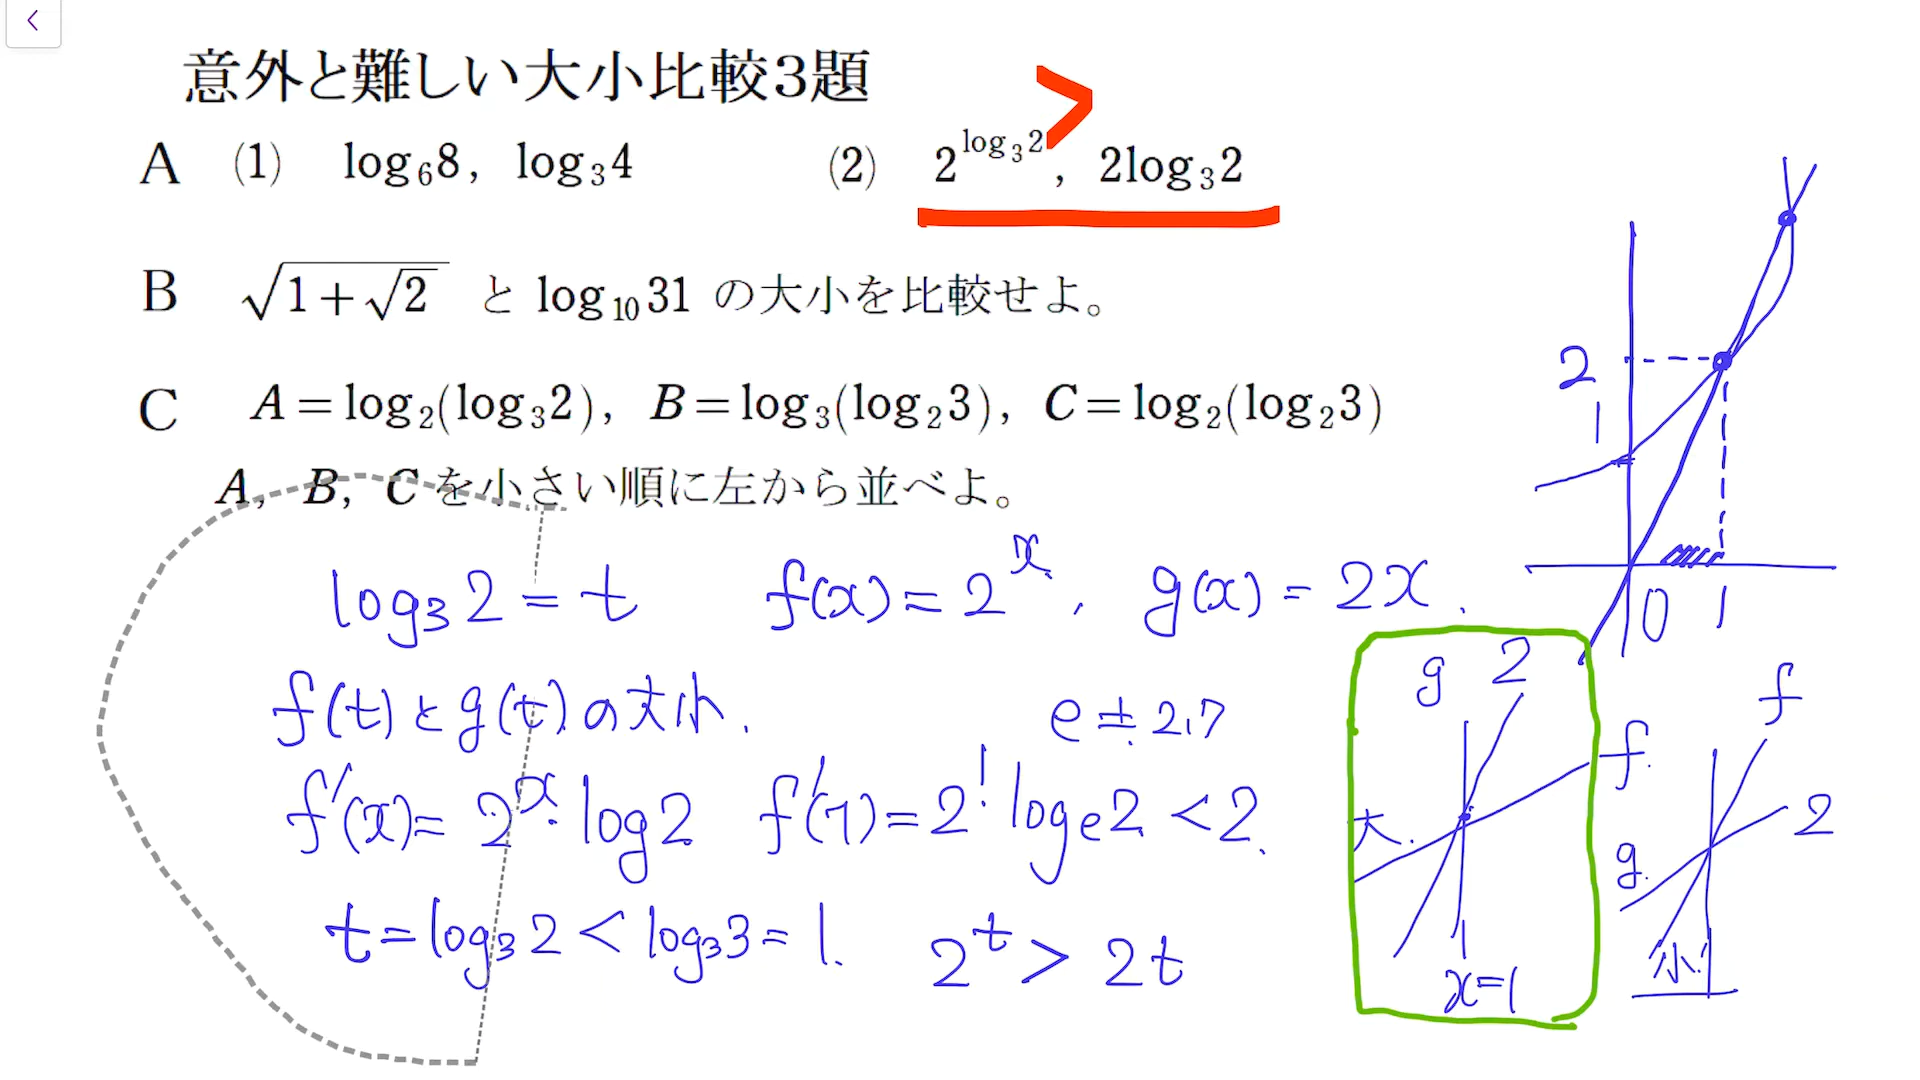 意外と難しい大小比較3題
A (1) log₆8, log₃4 (2) 2^{log₃2}, 2log₃2
>
B √(1+√2) と log₁₀31 の大小を比較せよ。
C A=log₂(log₃2), B=log₃(log₂3), C=log₂(log₂3)
A, B, C を小さい順に左から並べよ。
log₃2 = t f(x) = 2^x, g(x) = 2x.
f(t) と g(t) の大小. e ≒ 2.7
f'(x) = 2^x · log2 f'(1) = 2^1 · log_e 2 < 2.
t = log₃2 < log₃3 = 1. 2^t > 2t
2
1
0 1
g 2
f.
大.
x=1
f
2
g.
小